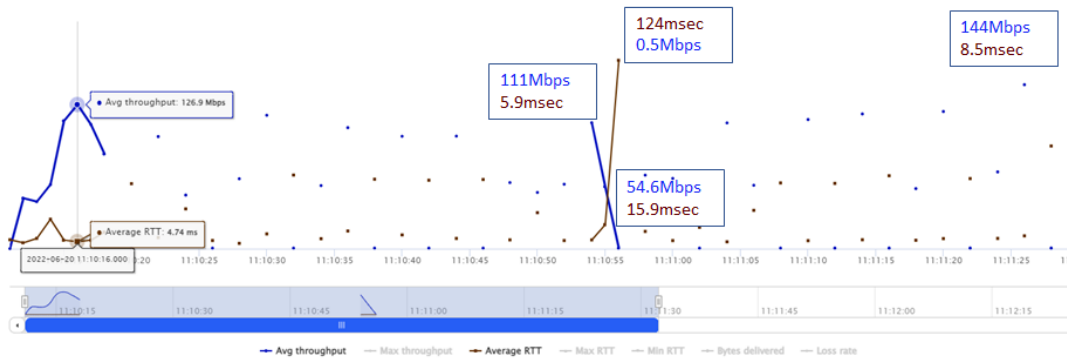 124msec
0.5Mbps
144Mbps
8.5msec
111Mbps
5.9msec
Avg throughput: 126.9 Mbps
54.6Mbps
15.9msec
Average RTT: 4.74 ms
2022-06-20 11:10:16.000
:20 11:10:25 11:10:30 11:10:35 11:10:40 11:10:45 11:10:50 11:10:55 11:11:00 11:11:05 11:11:10 11:11:15 11:11:20 11:11:25 11:1
11:10:15 11:10:30 11:10:45 11:11:00 11:11:15 11:11:30 11:11:45 11:12:00 11:12:15
Avg throughput Max throughput Average RTT Max RTT Min RTT Bytes delivered Loss rate